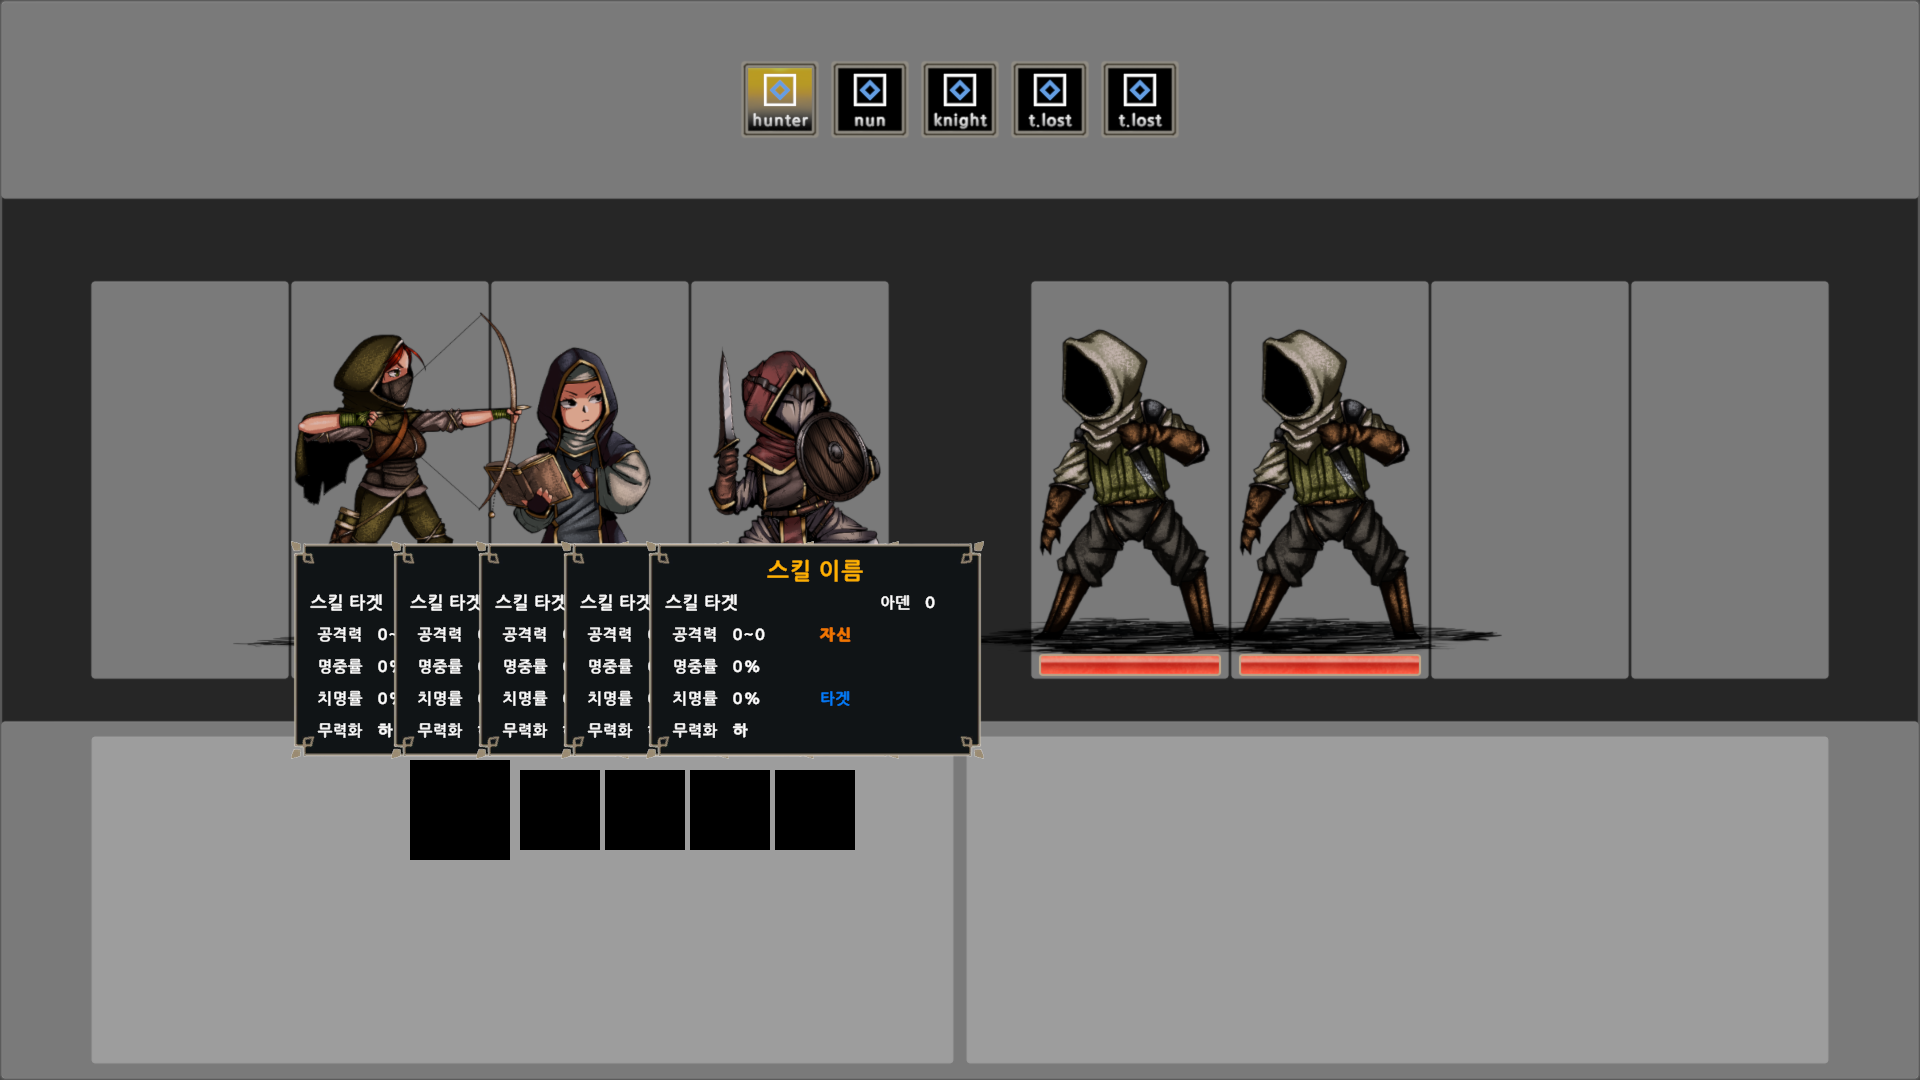 hunter nun knight t.lost t.lost
스킬 이름
스킬 타겟 스킬 타겟 스킬 타겟 스킬 타겟 스킬 타겟 아덴 0
공격력 0~ 공격력 공격력 공격력 공격력 0~0 자신
명중률 0% 명중률 명중률 명중률 명중률 0%
치명률 0% 치명률 치명률 치명률 치명률 0% 타겟
무력화 하 무력화 무력화 무력화 무력화 하